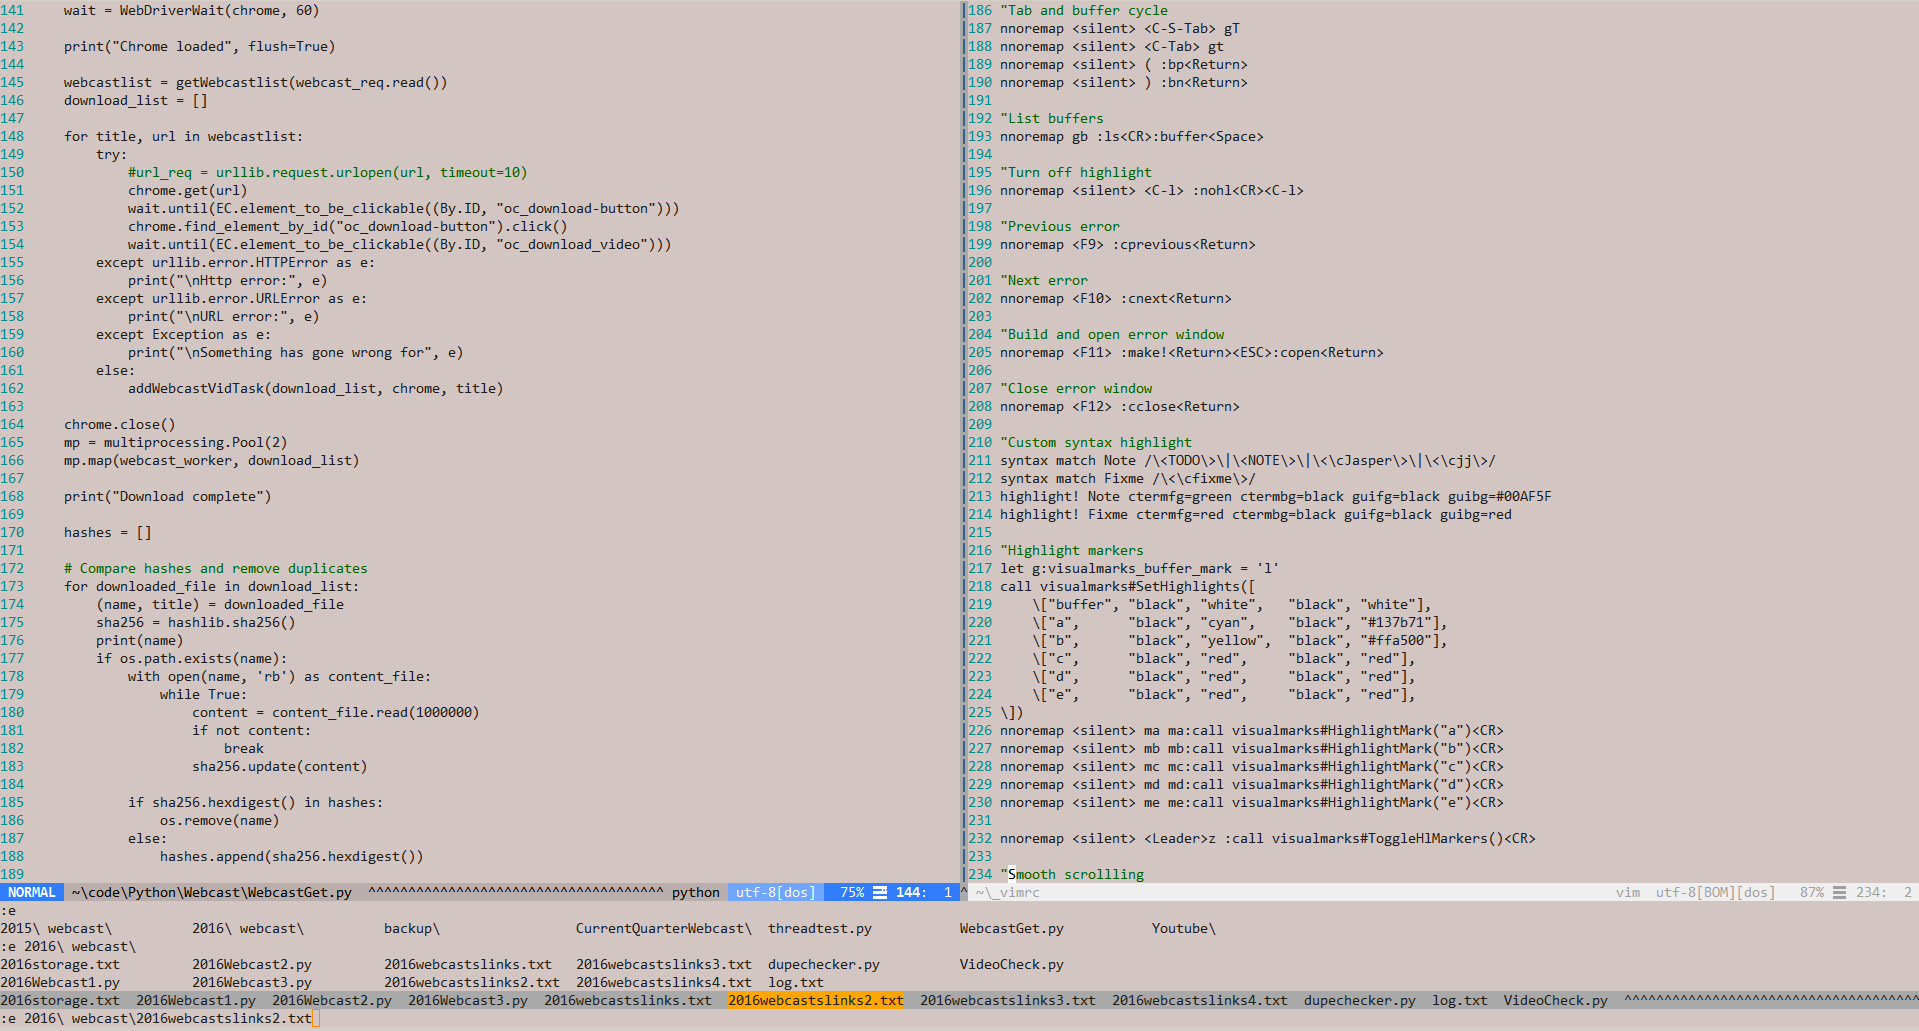 141     wait = WebDriverWait(chrome, 60)
142
143     print("Chrome loaded", flush=True)
144
145     webcastlist = getWebcastlist(webcast_req.read())
146     download_list = []
147
148     for title, url in webcastlist:
149         try:
150             #url_req = urllib.request.urlopen(url, timeout=10)
151             chrome.get(url)
152             wait.until(EC.element_to_be_clickable((By.ID, "oc_download-button")))
153             chrome.find_element_by_id("oc_download-button").click()
154             wait.until(EC.element_to_be_clickable((By.ID, "oc_download_video")))
155         except urllib.error.HTTPError as e:
156             print("\nHttp error:", e)
157         except urllib.error.URLError as e:
158             print("\nURL error:", e)
159         except Exception as e:
160             print("\nSomething has gone wrong for", e)
161         else:
162             addWebcastVidTask(download_list, chrome, title)
163
164     chrome.close()
165     mp = multiprocessing.Pool(2)
166     mp.map(webcast_worker, download_list)
167
168     print("Download complete")
169
170     hashes = []
171
172     # Compare hashes and remove duplicates
173     for downloaded_file in download_list:
174         (name, title) = downloaded_file
175         sha256 = hashlib.sha256()
176         print(name)
177         if os.path.exists(name):
178             with open(name, 'rb') as content_file:
179                 while True:
180                     content = content_file.read(1000000)
181                     if not content:
182                         break
183                     sha256.update(content)
184
185             if sha256.hexdigest() in hashes:
186                 os.remove(name)
187             else:
188                 hashes.append(sha256.hexdigest())
189
NORMAL ~\code\Python\Webcast\WebcastGet.py ^^^^^^^^^^^^^^^^^^^^^^^^^^^^^^^^^^^^^ python utf-8[dos] 75% 144: 1 ^
186 "Tab and buffer cycle
187 nnoremap <silent> <C-S-Tab> gT
188 nnoremap <silent> <C-Tab> gt
189 nnoremap <silent> ( :bp<Return>
190 nnoremap <silent> ) :bn<Return>
191
192 "List buffers
193 nnoremap gb :ls<CR>:buffer<Space>
194
195 "Turn off highlight
196 nnoremap <silent> <C-l> :nohl<CR><C-l>
197
198 "Previous error
199 nnoremap <F9> :cprevious<Return>
200
201 "Next error
202 nnoremap <F10> :cnext<Return>
203
204 "Build and open error window
205 nnoremap <F11> :make!<Return><ESC>:copen<Return>
206
207 "Close error window
208 nnoremap <F12> :cclose<Return>
209
210 "Custom syntax highlight
211 syntax match Note /\<TODO\>\|\<NOTE\>\|\<\cJasper\>\|\<\cjj\>/
212 syntax match Fixme /\<\cfixme\>/
213 highlight! Note ctermfg=green ctermbg=black guifg=black guibg=#00AF5F
214 highlight! Fixme ctermfg=red ctermbg=black guifg=black guibg=red
215
216 "Highlight markers
217 let g:visualmarks_buffer_mark = 'l'
218 call visualmarks#SetHighlights([
219     \["buffer", "black", "white",   "black", "white"],
220     \["a",      "black", "cyan",    "black", "#137b71"],
221     \["b",      "black", "yellow",  "black", "#ffa500"],
222     \["c",      "black", "red",     "black", "red"],
223     \["d",      "black", "red",     "black", "red"],
224     \["e",      "black", "red",     "black", "red"],
225 \])
226 nnoremap <silent> ma ma:call visualmarks#HighlightMark("a")<CR>
227 nnoremap <silent> mb mb:call visualmarks#HighlightMark("b")<CR>
228 nnoremap <silent> mc mc:call visualmarks#HighlightMark("c")<CR>
229 nnoremap <silent> md md:call visualmarks#HighlightMark("d")<CR>
230 nnoremap <silent> me me:call visualmarks#HighlightMark("e")<CR>
231
232 nnoremap <silent> <Leader>z :call visualmarks#ToggleHlMarkers()<CR>
233
234 "Smooth scrollling
~\_vimrc vim utf-8[BOM][dos] 87% 234: 2
:e
2015\ webcast\          2016\ webcast\          backup\                 CurrentQuarterWebcast\  threadtest.py           WebcastGet.py           Youtube\
:e 2016\ webcast\
2016storage.txt         2016Webcast2.py         2016webcastslinks.txt   2016webcastslinks3.txt  dupechecker.py          VideoCheck.py
2016Webcast1.py         2016Webcast3.py         2016webcastslinks2.txt  2016webcastslinks4.txt  log.txt
2016storage.txt  2016Webcast1.py  2016Webcast2.py  2016Webcast3.py  2016webcastslinks.txt  2016webcastslinks2.txt  2016webcastslinks3.txt  2016webcastslinks4.txt  dupechecker.py  log.txt  VideoCheck.py  ^^^^^^^^^^^^^^^^^^^^^^^^^^^^^^^^^^^^^
:e 2016\ webcast\2016webcastslinks2.txt